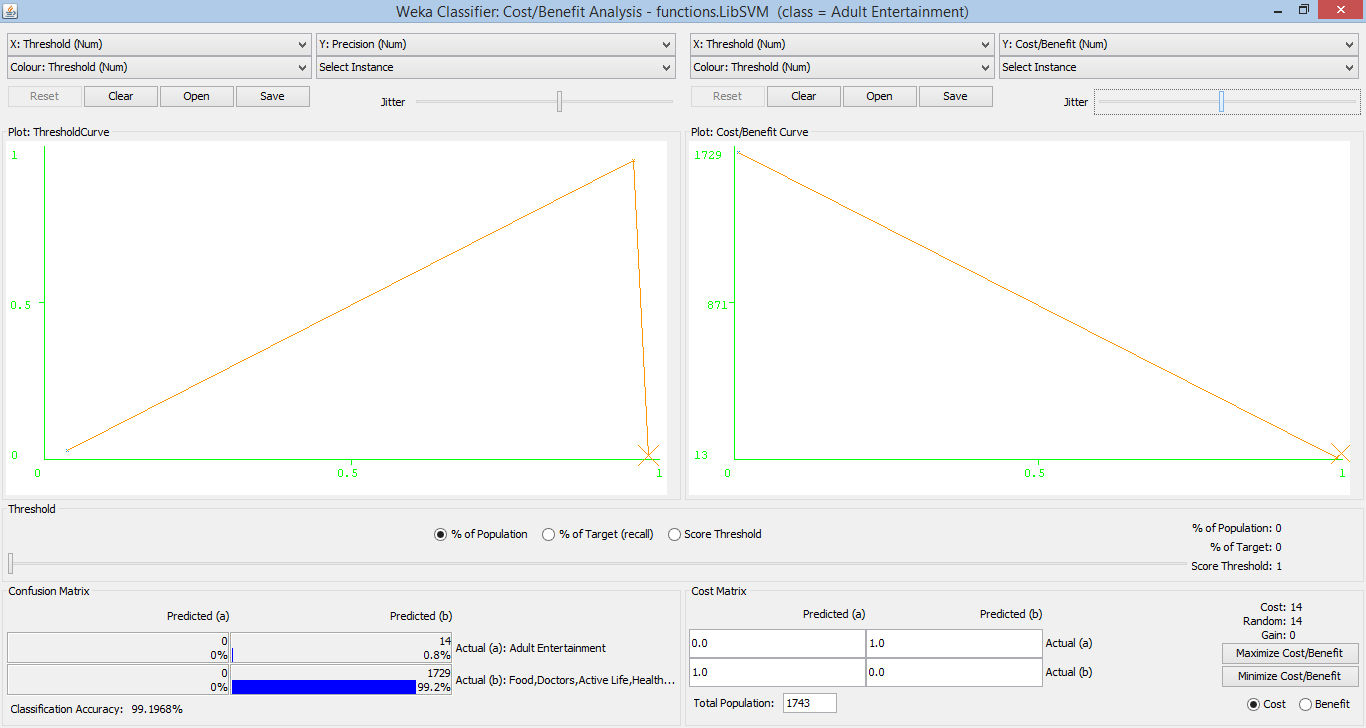 Weka Classifier: Cost/Benefit Analysis - functions.LibSVM (class = Adult Entertainment)
X: Threshold (Num) Y: Precision (Num) X: Threshold (Num) Y: Cost/Benefit (Num)
Colour: Threshold (Num) Select Instance Colour: Threshold (Num) Select Instance
Reset Clear Open Save Jitter Reset Clear Open Save Jitter
Plot: ThresholdCurve
1
0.5
0
0 0.5 1
Plot: Cost/Benefit Curve
1729
871
13
0 0.5 1
Threshold
% of Population % of Target (recall) Score Threshold
% of Population: 0
% of Target: 0
Score Threshold: 1
Confusion Matrix
Predicted (a) Predicted (b)
0 14
0% 0.8% Actual (a): Adult Entertainment
0 1729
0% 99.2% Actual (b): Food,Doctors,Active Life,Health...
Classification Accuracy: 99.1968%
Cost Matrix
Predicted (a) Predicted (b)
0.0 1.0 Actual (a)
1.0 0.0 Actual (b)
Total Population: 1743
Cost: 14
Random: 14
Gain: 0
Maximize Cost/Benefit
Minimize Cost/Benefit
Cost Benefit